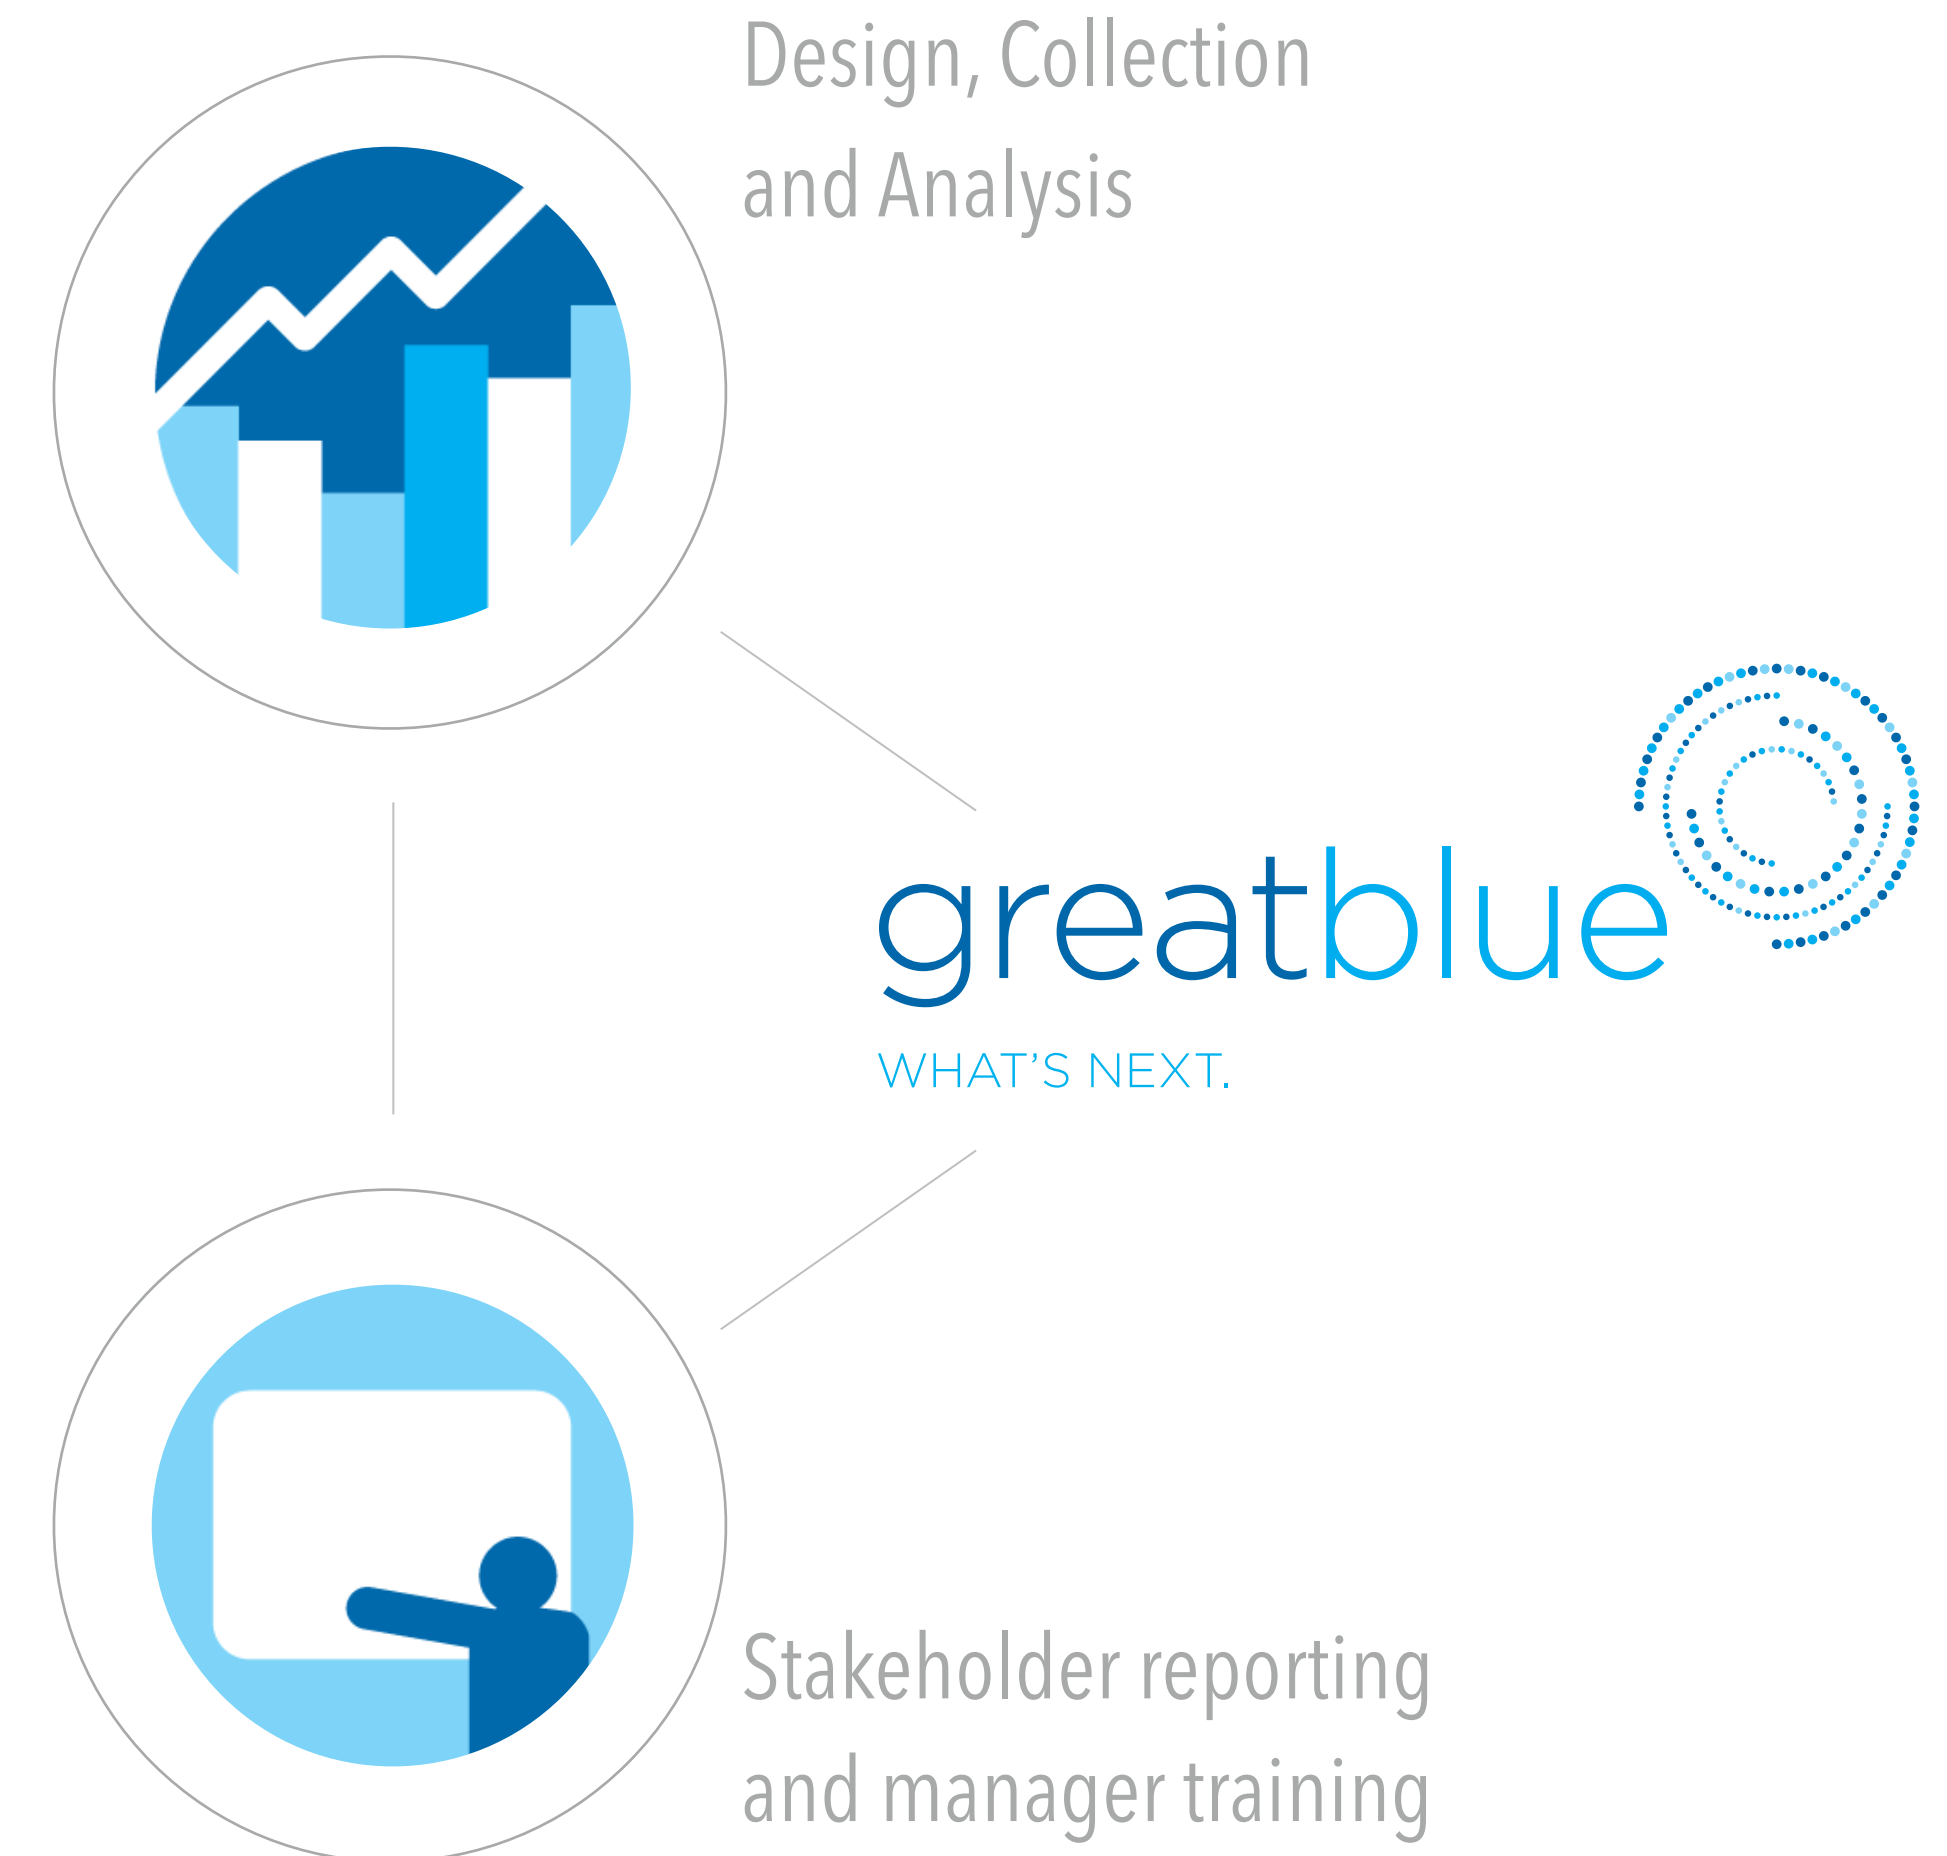 Design, Collection
and Analysis
greatblue
WHAT'S NEXT.
Stakeholder reporting
and manager training